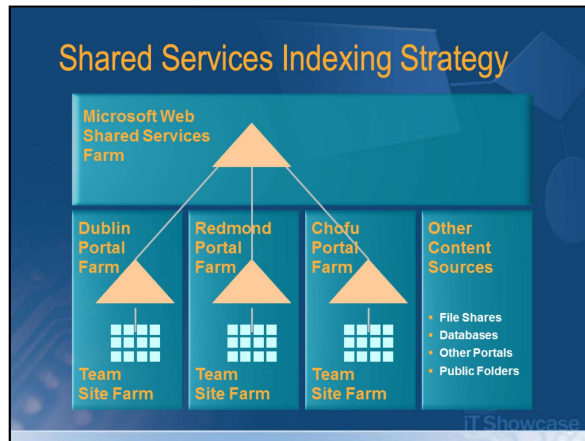 Shared Services Indexing Strategy
Microsoft Web
Shared Services
Farm
Dublin
Portal
Farm
Team
Site Farm
Redmond
Portal
Farm
Team
Site Farm
Chofu
Portal
Farm
Team
Site Farm
Other
Content
Sources
▪ File Shares
▪ Databases
▪ Other Portals
▪ Public Folders
iT Showcase